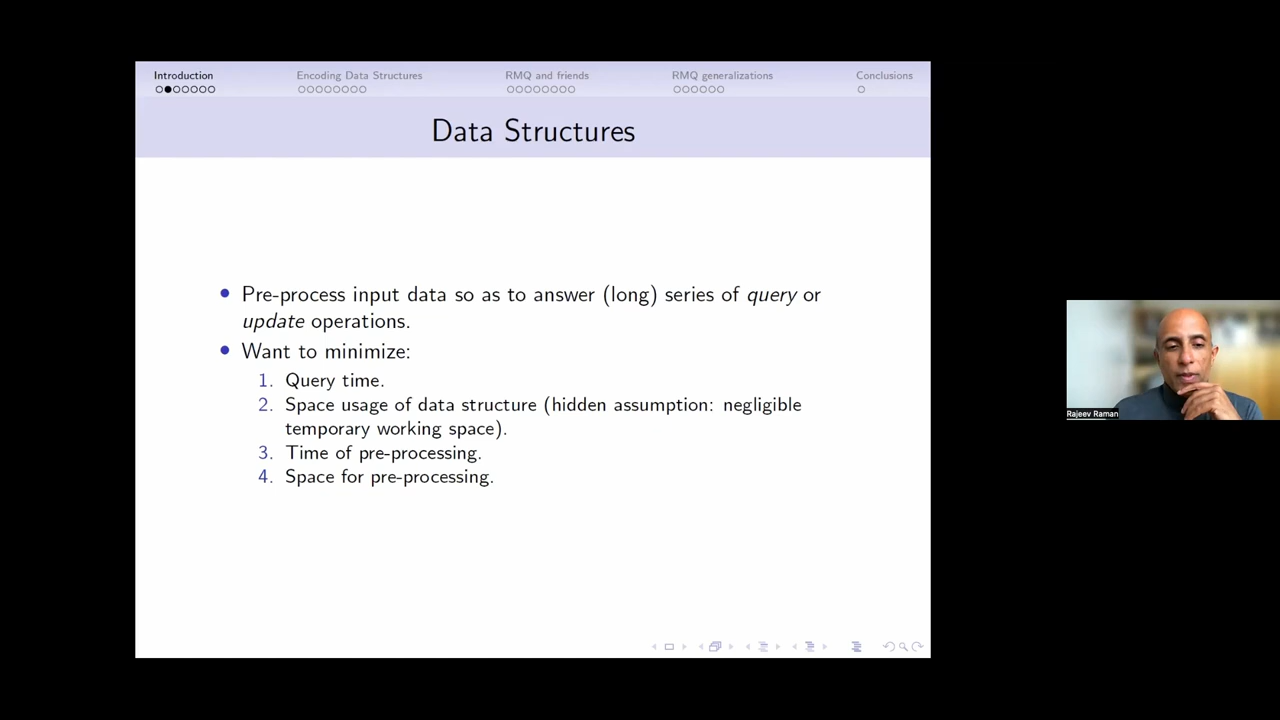 Introduction Encoding Data Structures RMQ and friends RMQ generalizations Conclusions
Data Structures
• Pre-process input data so as to answer (long) series of query or
update operations.
• Want to minimize:
1. Query time.
2. Space usage of data structure (hidden assumption: negligible
temporary working space).
3. Time of pre-processing.
4. Space for pre-processing.
Rajeev Raman